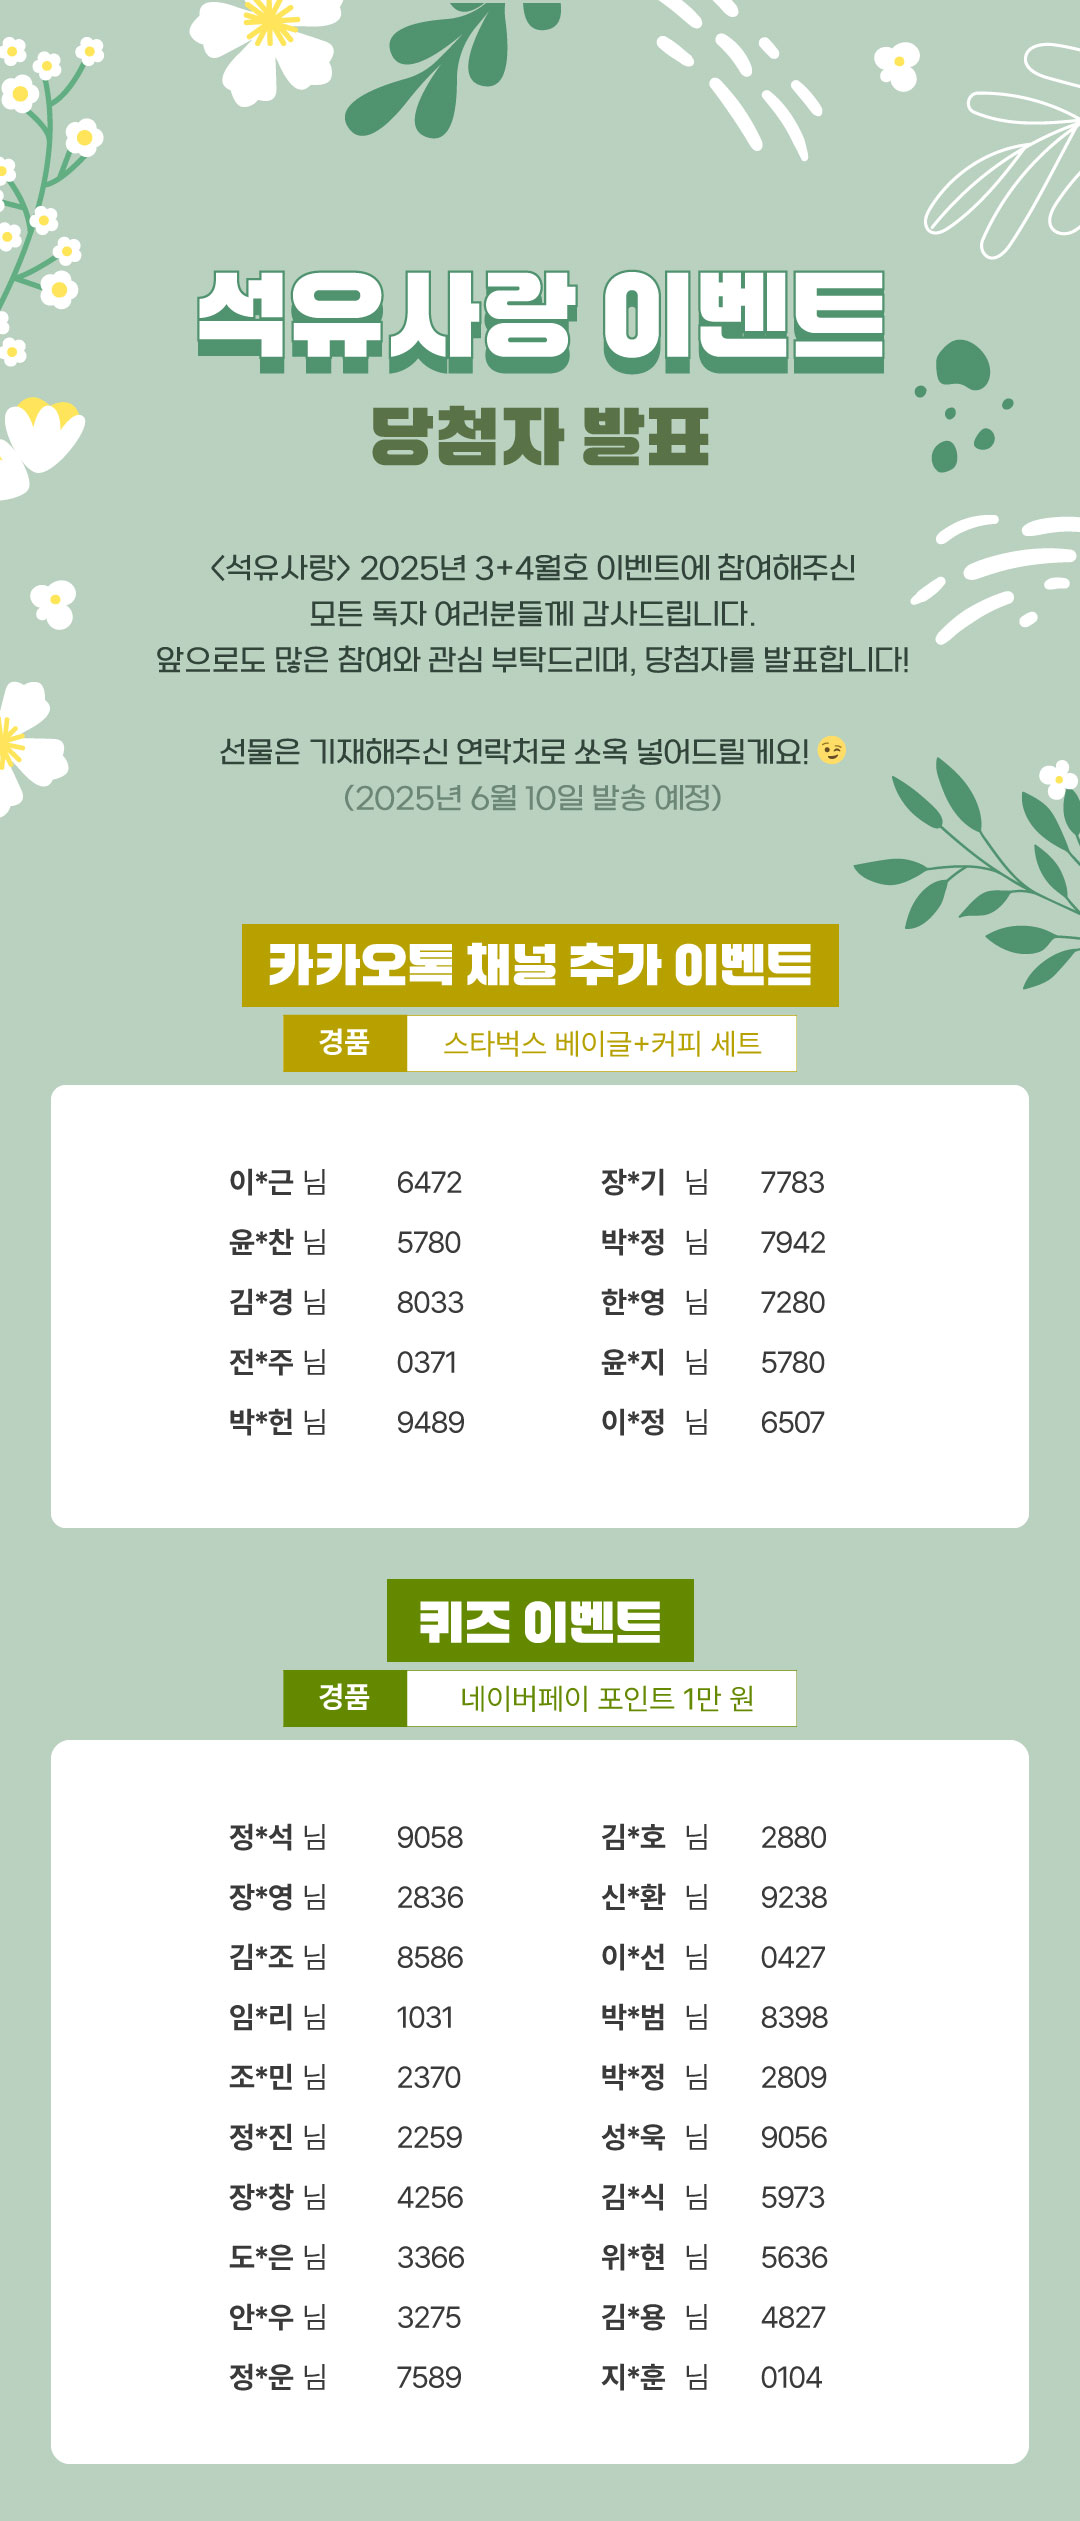 석유사랑 이벤트
당첨자 발표
<석유사랑> 2025년 3+4월호 이벤트에 참여해주신
모든 독자 여러분들께 감사드립니다.
앞으로도 많은 참여와 관심 부탁드리며, 당첨자를 발표합니다!
선물은 기재해주신 연락처로 쏘옥 넣어드릴게요! 😉
(2025년 6월 10일 발송 예정)
카카오톡 채널 추가 이벤트
경품 스타벅스 베이글+커피 세트
이*근 님 6472 장*기 님 7783
윤*찬 님 5780 박*정 님 7942
김*경 님 8033 한*영 님 7280
전*주 님 0371 윤*지 님 5780
박*헌 님 9489 이*정 님 6507
퀴즈 이벤트
경품 네이버페이 포인트 1만 원
정*석 님 9058 김*호 님 2880
장*영 님 2836 신*환 님 9238
김*조 님 8586 이*선 님 0427
임*리 님 1031 박*범 님 8398
조*민 님 2370 박*정 님 2809
정*진 님 2259 성*욱 님 9056
장*창 님 4256 김*식 님 5973
도*은 님 3366 위*현 님 5636
안*우 님 3275 김*용 님 4827
정*운 님 7589 지*훈 님 0104